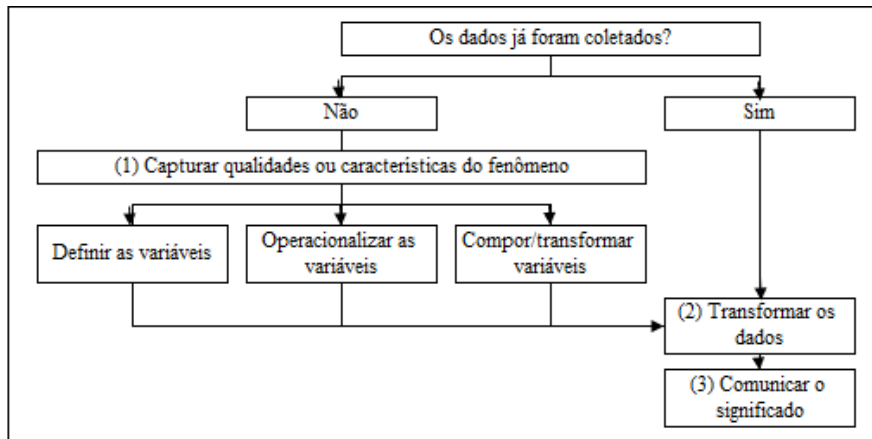 Os dados já foram coletados?
Não
Sim
(1) Capturar qualidades ou características do fenômeno
Definir as variáveis
Operacionalizar as
variáveis
Compor/transformar
variáveis
(2) Transformar os
dados
(3) Comunicar o
significado